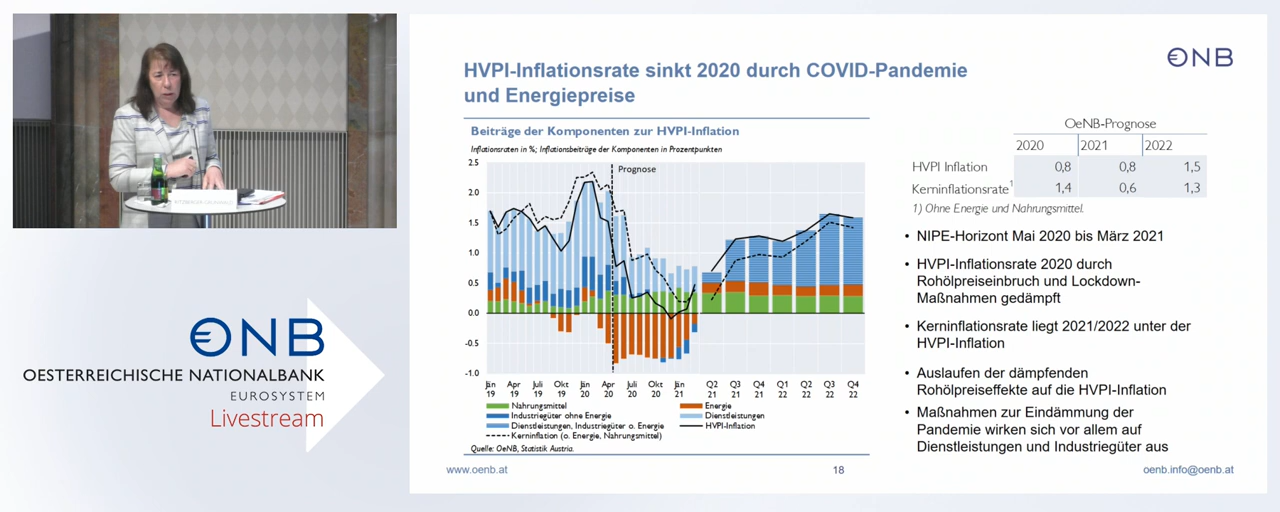 HVPI-Inflationsrate sinkt 2020 durch COVID-Pandemie
und Energiepreise
ONB
Beiträge der Komponenten zur HVPI-Inflation
Inflationsraten in %; Inflationsbeiträge der Komponenten in Prozentpunkten
Prognose
2.5
2.0
1.5
1.0
0.5
0.0
-0.5
-1.0
Jän Apr Juli Okt Jän Apr Juli Okt Jän Q2 Q3 Q4 Q1 Q2 Q3 Q4
19 19 19 19 20 20 20 20 21 21 21 21 22 22 22 22
Nahrungsmittel Energie
Industriegüter ohne Energie Dienstleistungen
Dienstleistungen, Industriegüter o. Energie HVPI-Inflation
Kerninflation (o. Energie, Nahrungsmittel)
Quelle: OeNB, Statistik Austria.
OeNB-Prognose
2020 2021 2022
HVPI Inflation 0,8 0,8 1,5
Kerninflationsrate¹ 1,4 0,6 1,3
1) Ohne Energie und Nahrungsmittel.
• NIPE-Horizont Mai 2020 bis März 2021
• HVPI-Inflationsrate 2020 durch
Rohölpreiseinbruch und Lockdown-
Maßnahmen gedämpft
• Kerninflationsrate liegt 2021/2022 unter der
HVPI-Inflation
• Auslaufen der dämpfenden
Rohölpreiseffekte auf die HVPI-Inflation
• Maßnahmen zur Eindämmung der
Pandemie wirken sich vor allem auf
Dienstleistungen und Industriegüter aus
www.oenb.at 18 oenb.info@oenb.at
ONB
OESTERREICHISCHE NATIONALBANK
EUROSYSTEM
Livestream